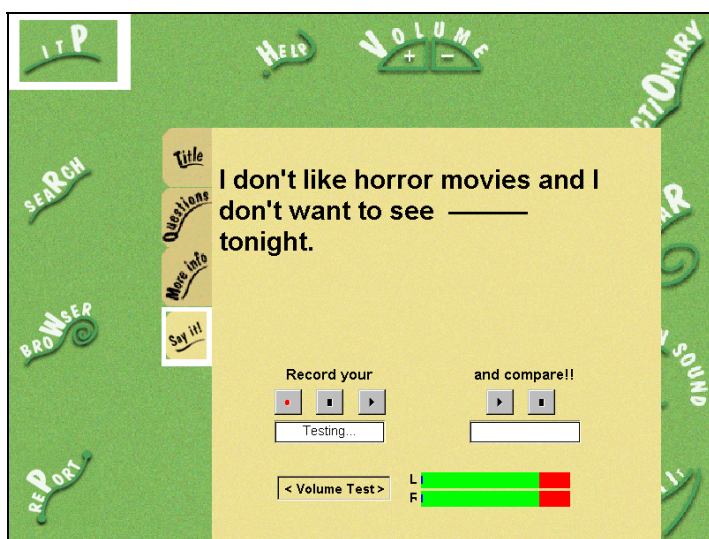 ITP
HELP
VOLUME
+ -
SEARCH
BROWSER
REPORT
Title
Questions
More info
Say it!
I don't like horror movies and I
don't want to see ———
tonight.
Record your
and compare!!
Testing...
< Volume Test >
L
R
SOUND